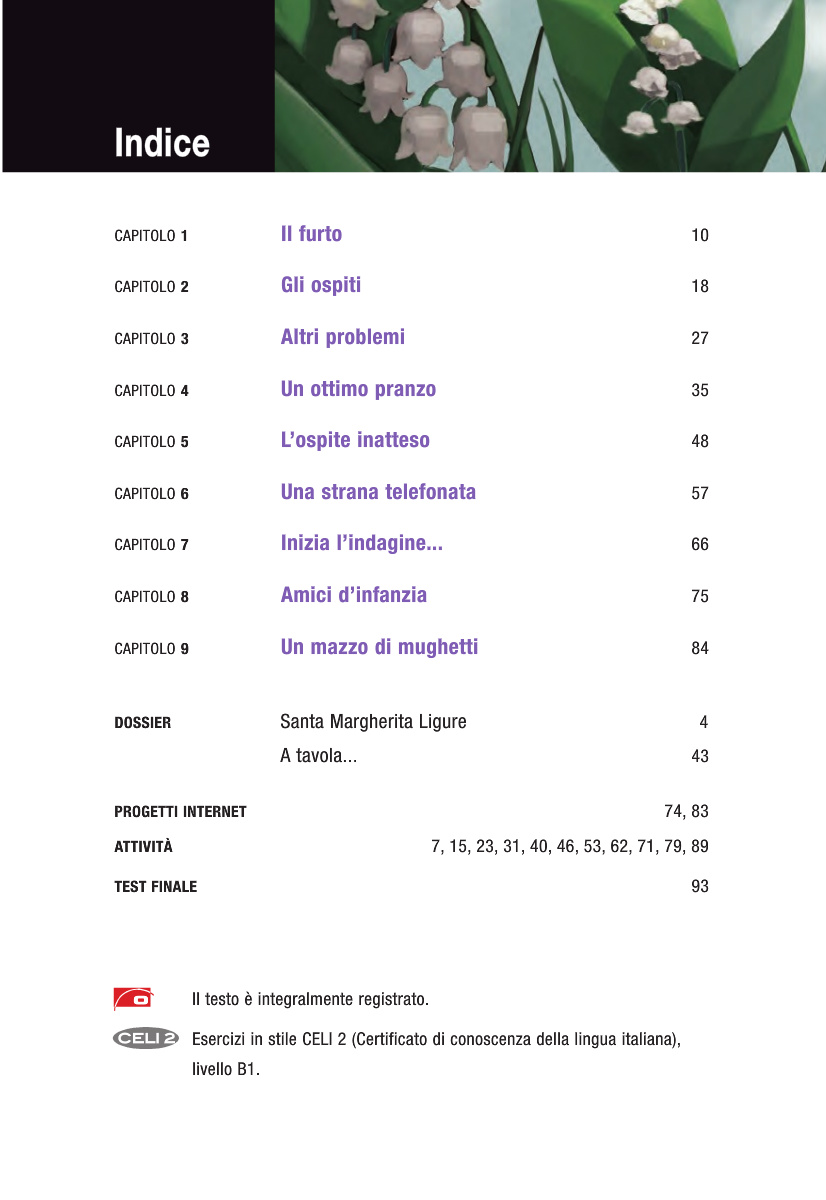 Indice
CAPITOLO 1 Il furto 10
CAPITOLO 2 Gli ospiti 18
CAPITOLO 3 Altri problemi 27
CAPITOLO 4 Un ottimo pranzo 35
CAPITOLO 5 L’ospite inatteso 48
CAPITOLO 6 Una strana telefonata 57
CAPITOLO 7 Inizia l’indagine... 66
CAPITOLO 8 Amici d’infanzia 75
CAPITOLO 9 Un mazzo di mughetti 84
DOSSIER Santa Margherita Ligure 4
A tavola... 43
PROGETTI INTERNET 74, 83
ATTIVITÀ 7, 15, 23, 31, 40, 46, 53, 62, 71, 79, 89
TEST FINALE 93
Il testo è integralmente registrato.
CELI 2 Esercizi in stile CELI 2 (Certificato di conoscenza della lingua italiana),
livello B1.